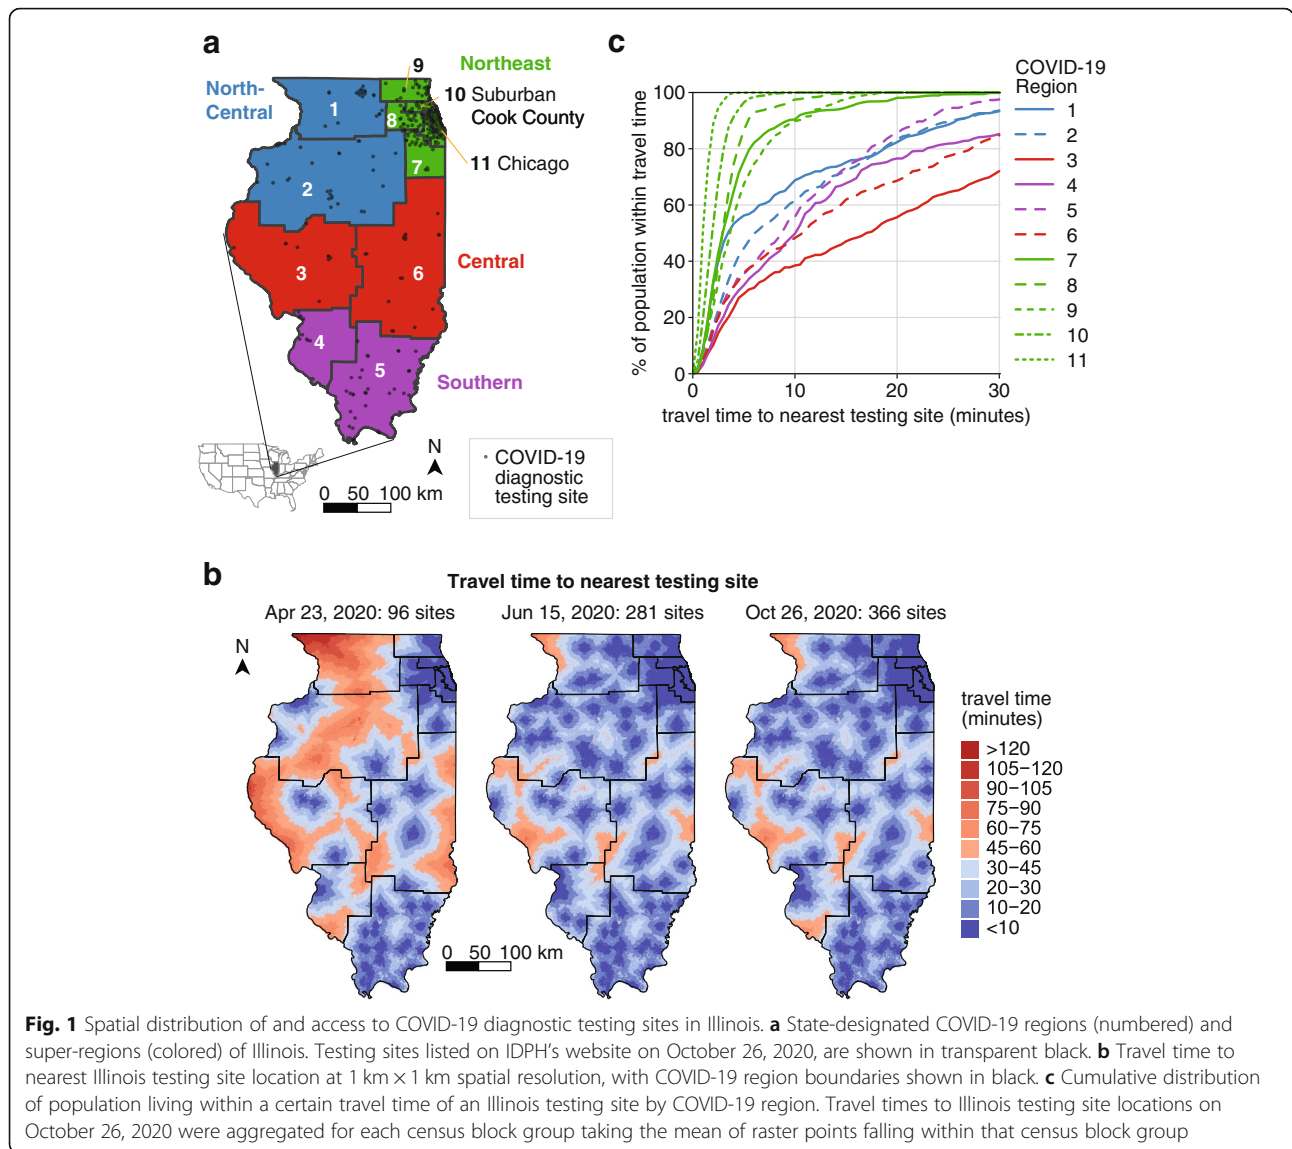 a
North-
Central
9
Northeast
10 Suburban
Cook County
11 Chicago
1
8
7
2
3
6
Central
4
5
Southern
N
0 50 100 km
COVID-19
diagnostic
testing site
c
% of population within travel time
100
80
60
40
20
0
0 10 20 30
travel time to nearest testing site (minutes)
COVID-19
Region
1
2
3
4
5
6
7
8
9
10
11
b
Travel time to nearest testing site
Apr 23, 2020: 96 sites
Jun 15, 2020: 281 sites
Oct 26, 2020: 366 sites
N
0 50 100 km
travel time
(minutes)
>120
105–120
90–105
75–90
60–75
45–60
30–45
20–30
10–20
<10
Fig. 1 Spatial distribution of and access to COVID-19 diagnostic testing sites in Illinois. a State-designated COVID-19 regions (numbered) and
super-regions (colored) of Illinois. Testing sites listed on IDPH's website on October 26, 2020, are shown in transparent black. b Travel time to
nearest Illinois testing site location at 1 km × 1 km spatial resolution, with COVID-19 region boundaries shown in black. c Cumulative distribution
of population living within a certain travel time of an Illinois testing site by COVID-19 region. Travel times to Illinois testing site locations on
October 26, 2020 were aggregated for each census block group taking the mean of raster points falling within that census block group